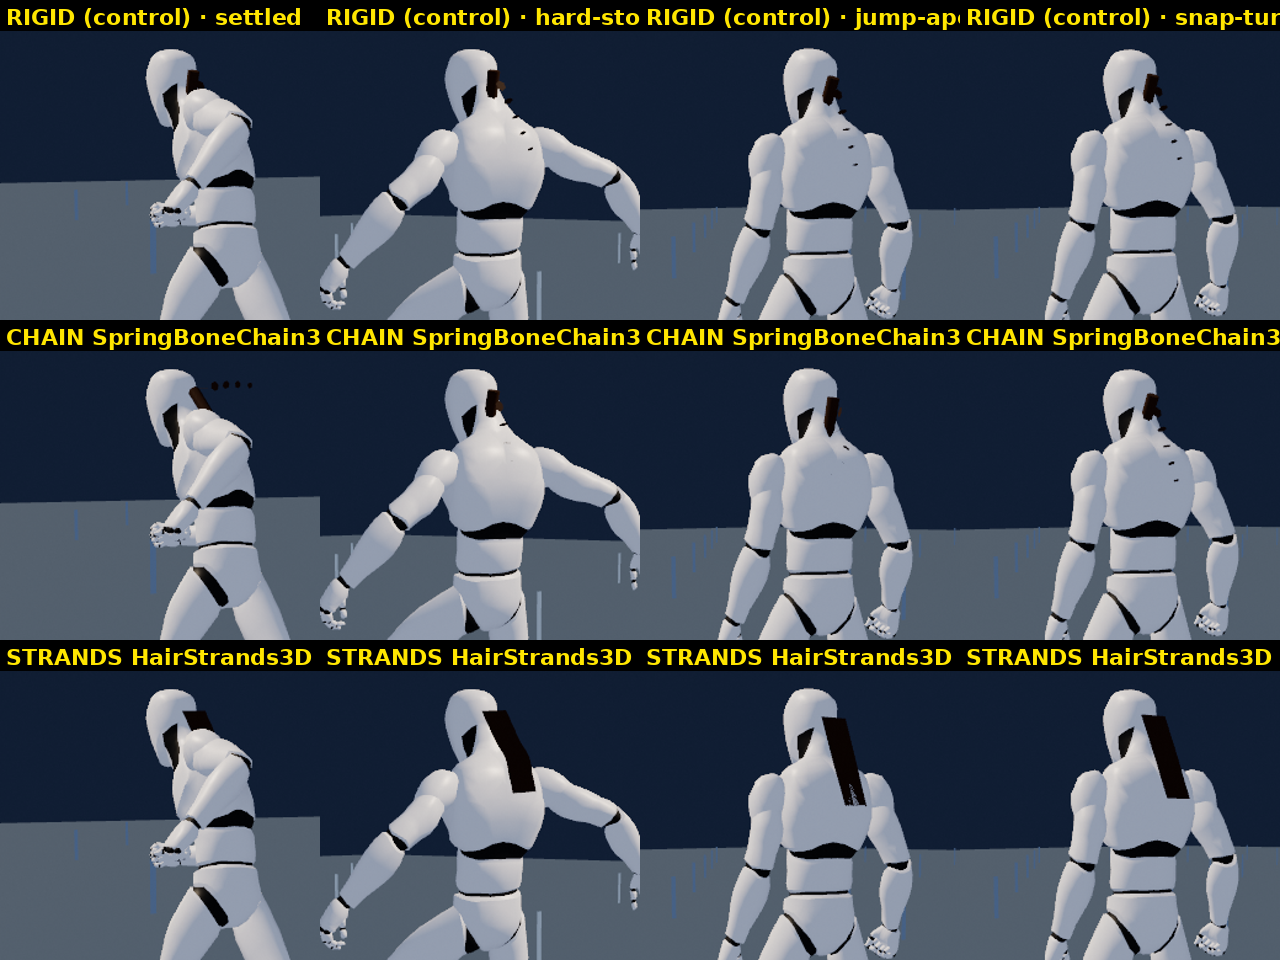 RIGID (control) · settled
RIGID (control) · hard-sto
RIGID (control) · jump-ap
RIGID (control) · snap-tur
CHAIN SpringBoneChain3
CHAIN SpringBoneChain3
CHAIN SpringBoneChain3
CHAIN SpringBoneChain3
STRANDS HairStrands3D
STRANDS HairStrands3D
STRANDS HairStrands3D
STRANDS HairStrands3D